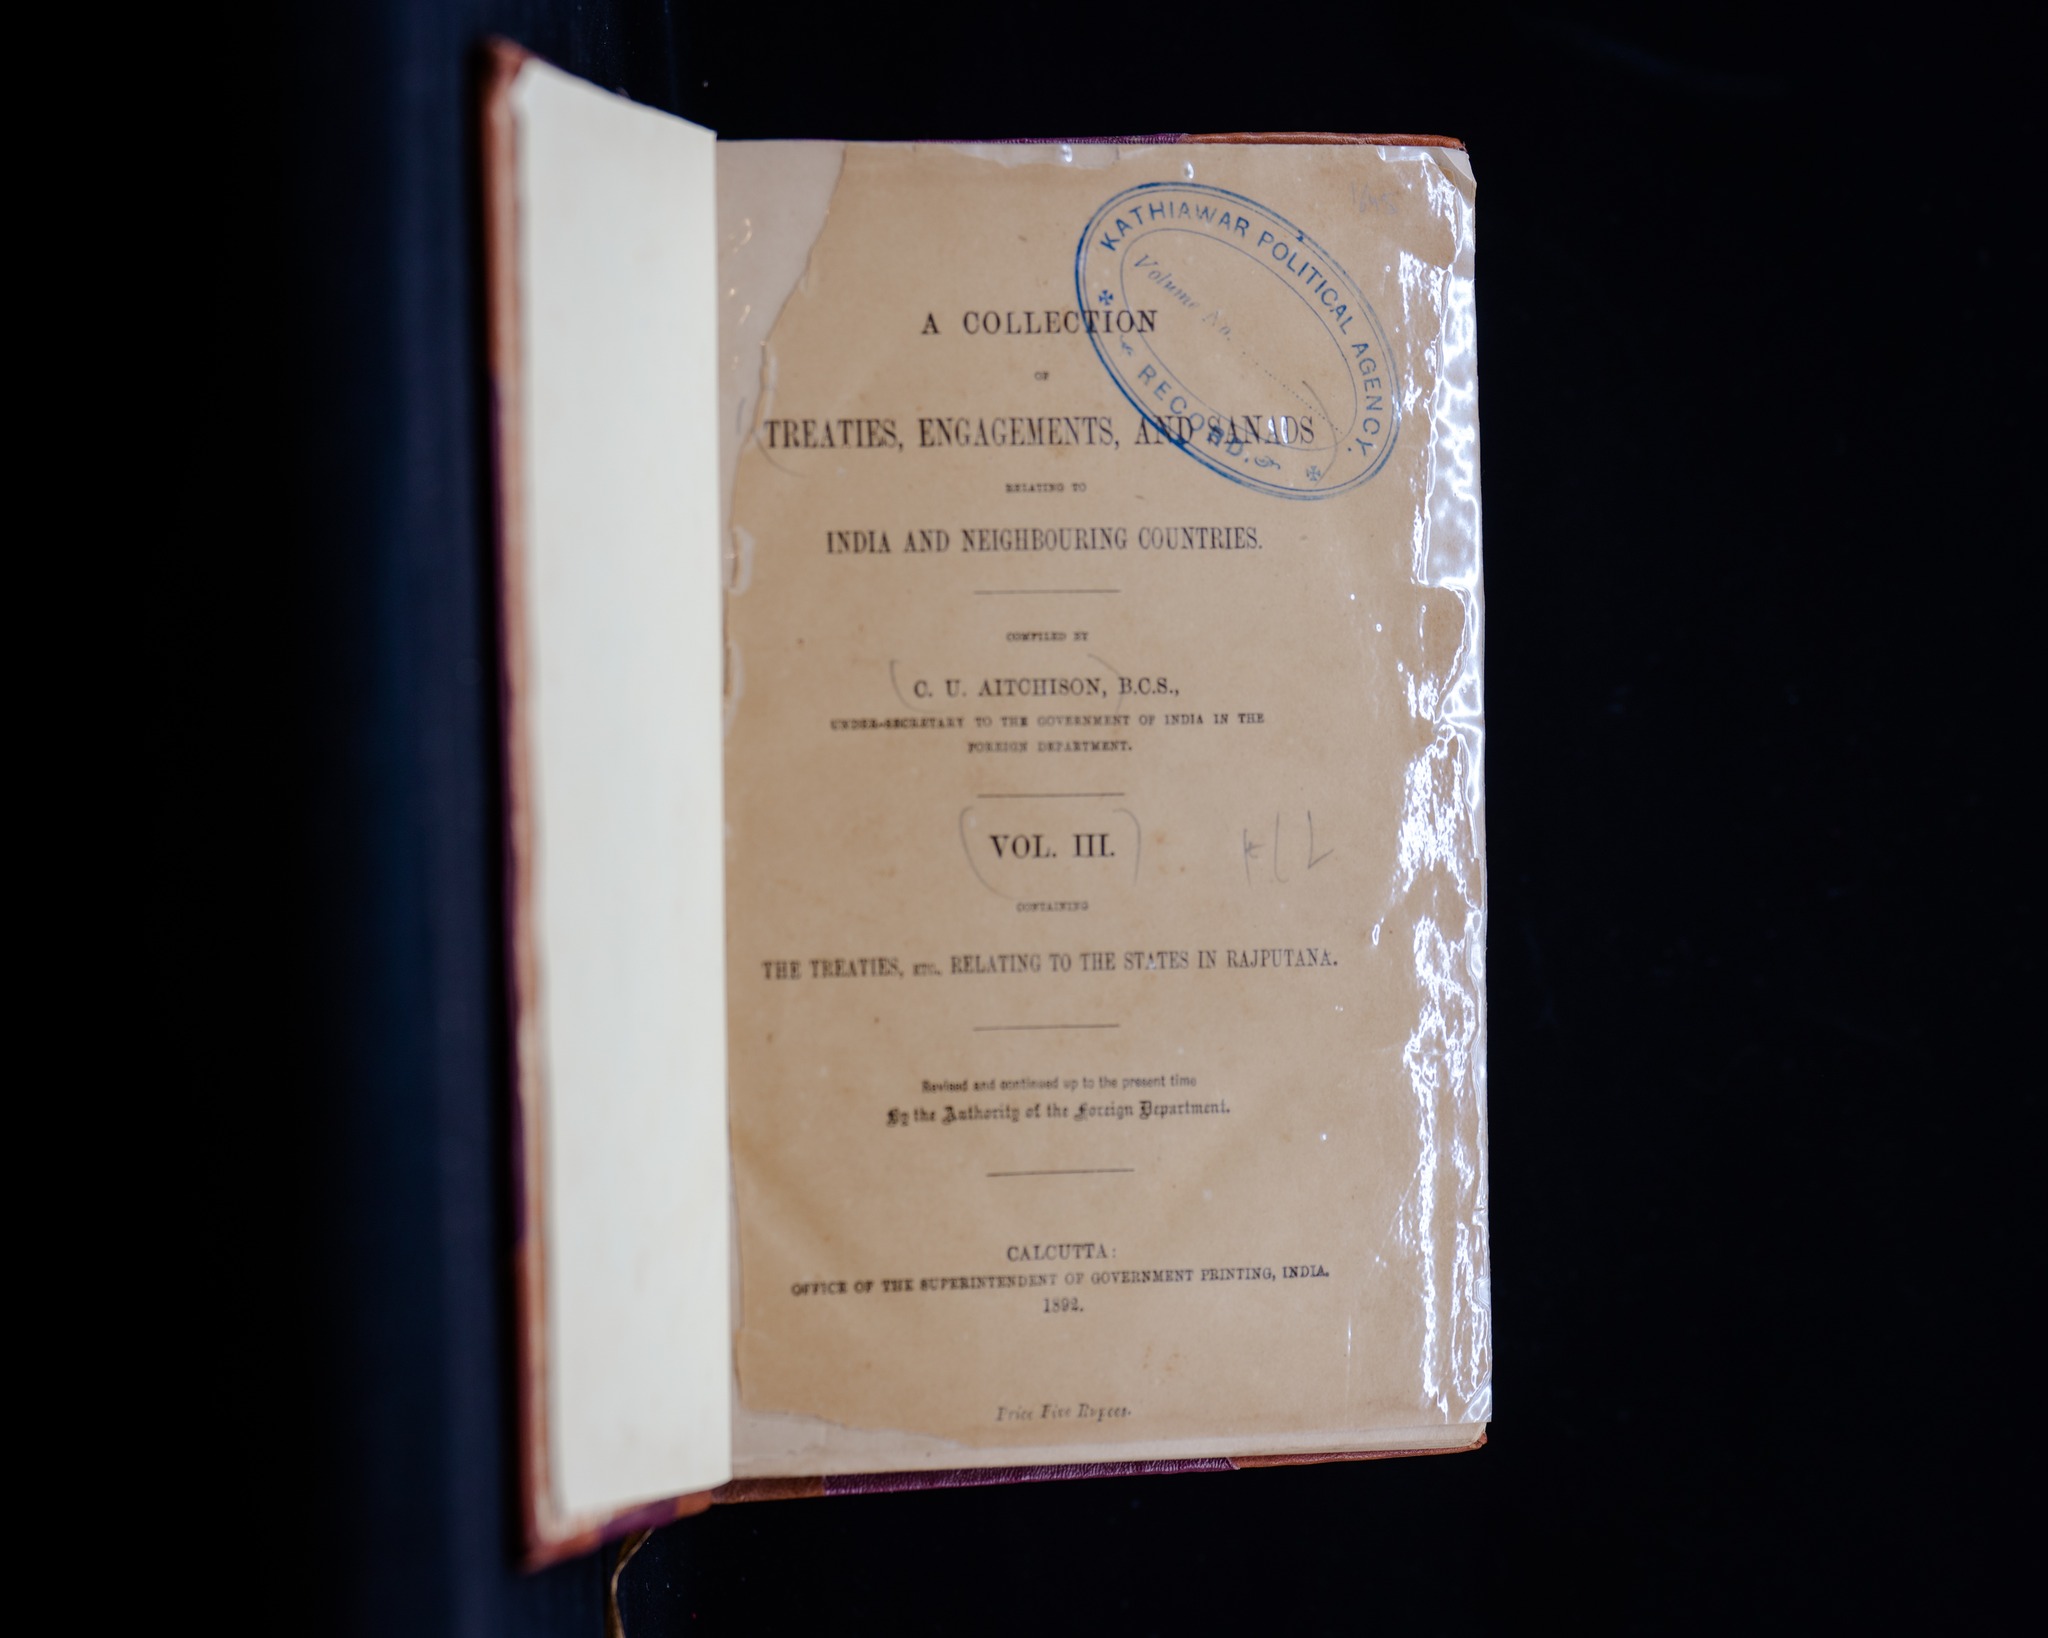 KATHIAWAR POLITICAL AGENCY.
Volume No.
RECORD.
A COLLECTION
OF
TREATIES, ENGAGEMENTS, AND SANADS
RELATING TO
INDIA AND NEIGHBOURING COUNTRIES.
COMPILED BY
C. U. AITCHISON, B.C.S.,
UNDER-SECRETARY TO THE GOVERNMENT OF INDIA IN THE
FOREIGN DEPARTMENT.
VOL. III.
CONTAINING
THE TREATIES, ETC., RELATING TO THE STATES IN RAJPUTANA.
Revised and continued up to the present time
By the Authority of the Foreign Department.
CALCUTTA:
OFFICE OF THE SUPERINTENDENT OF GOVERNMENT PRINTING, INDIA.
1892.
Price Five Rupees.